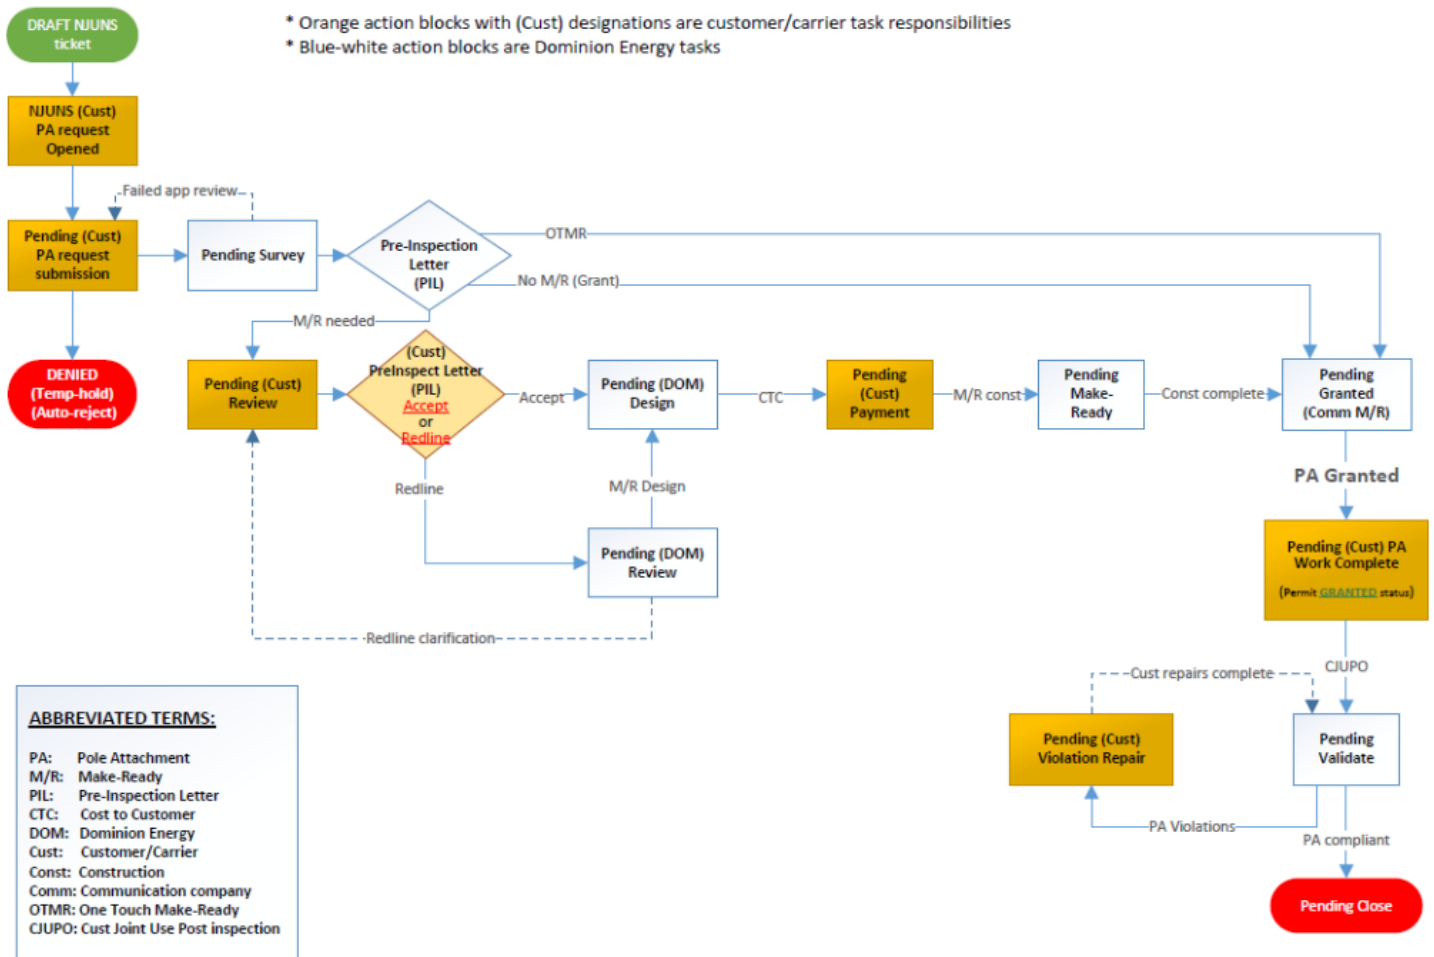 DRAFT NJUNS
ticket
* Orange action blocks with (Cust) designations are customer/carrier task responsibilities
* Blue-white action blocks are Dominion Energy tasks
NJUNS (Cust)
PA request
Opened
Failed app review
Pending (Cust)
PA request
submission
Pending Survey
Pre-Inspection
Letter
(PIL)
OTMR
No M/R (Grant)
M/R needed
DENIED
(Temp-hold)
(Auto-reject)
Pending (Cust)
Review
(Cust)
PreInspect Letter
(PIL)
Accept
or
Redline
Accept
Pending (DOM)
Design
CTC
Pending
(Cust)
Payment
M/R const
Pending
Make-
Ready
Const complete
Pending
Granted
(Comm M/R)
Redline
M/R Design
PA Granted
Pending (DOM)
Review
Pending (Cust) PA
Work Complete
(Permit GRANTED status)
Redline clarification
CJUPO
Cust repairs complete
Pending (Cust)
Violation Repair
Pending
Validate
PA Violations
PA compliant
Pending Close
ABBREVIATED TERMS:
PA: Pole Attachment
M/R: Make-Ready
PIL: Pre-Inspection Letter
CTC: Cost to Customer
DOM: Dominion Energy
Cust: Customer/Carrier
Const: Construction
Comm: Communication company
OTMR: One Touch Make-Ready
CJUPO: Cust Joint Use Post inspection